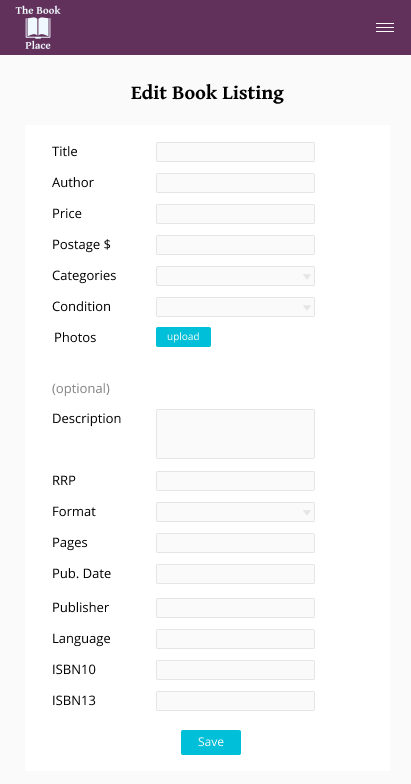 The Book
Place
Edit Book Listing
Title
Author
Price
Postage $
Categories
Condition
Photos upload
(optional)
Description
RRP
Format
Pages
Pub. Date
Publisher
Language
ISBN10
ISBN13
Save